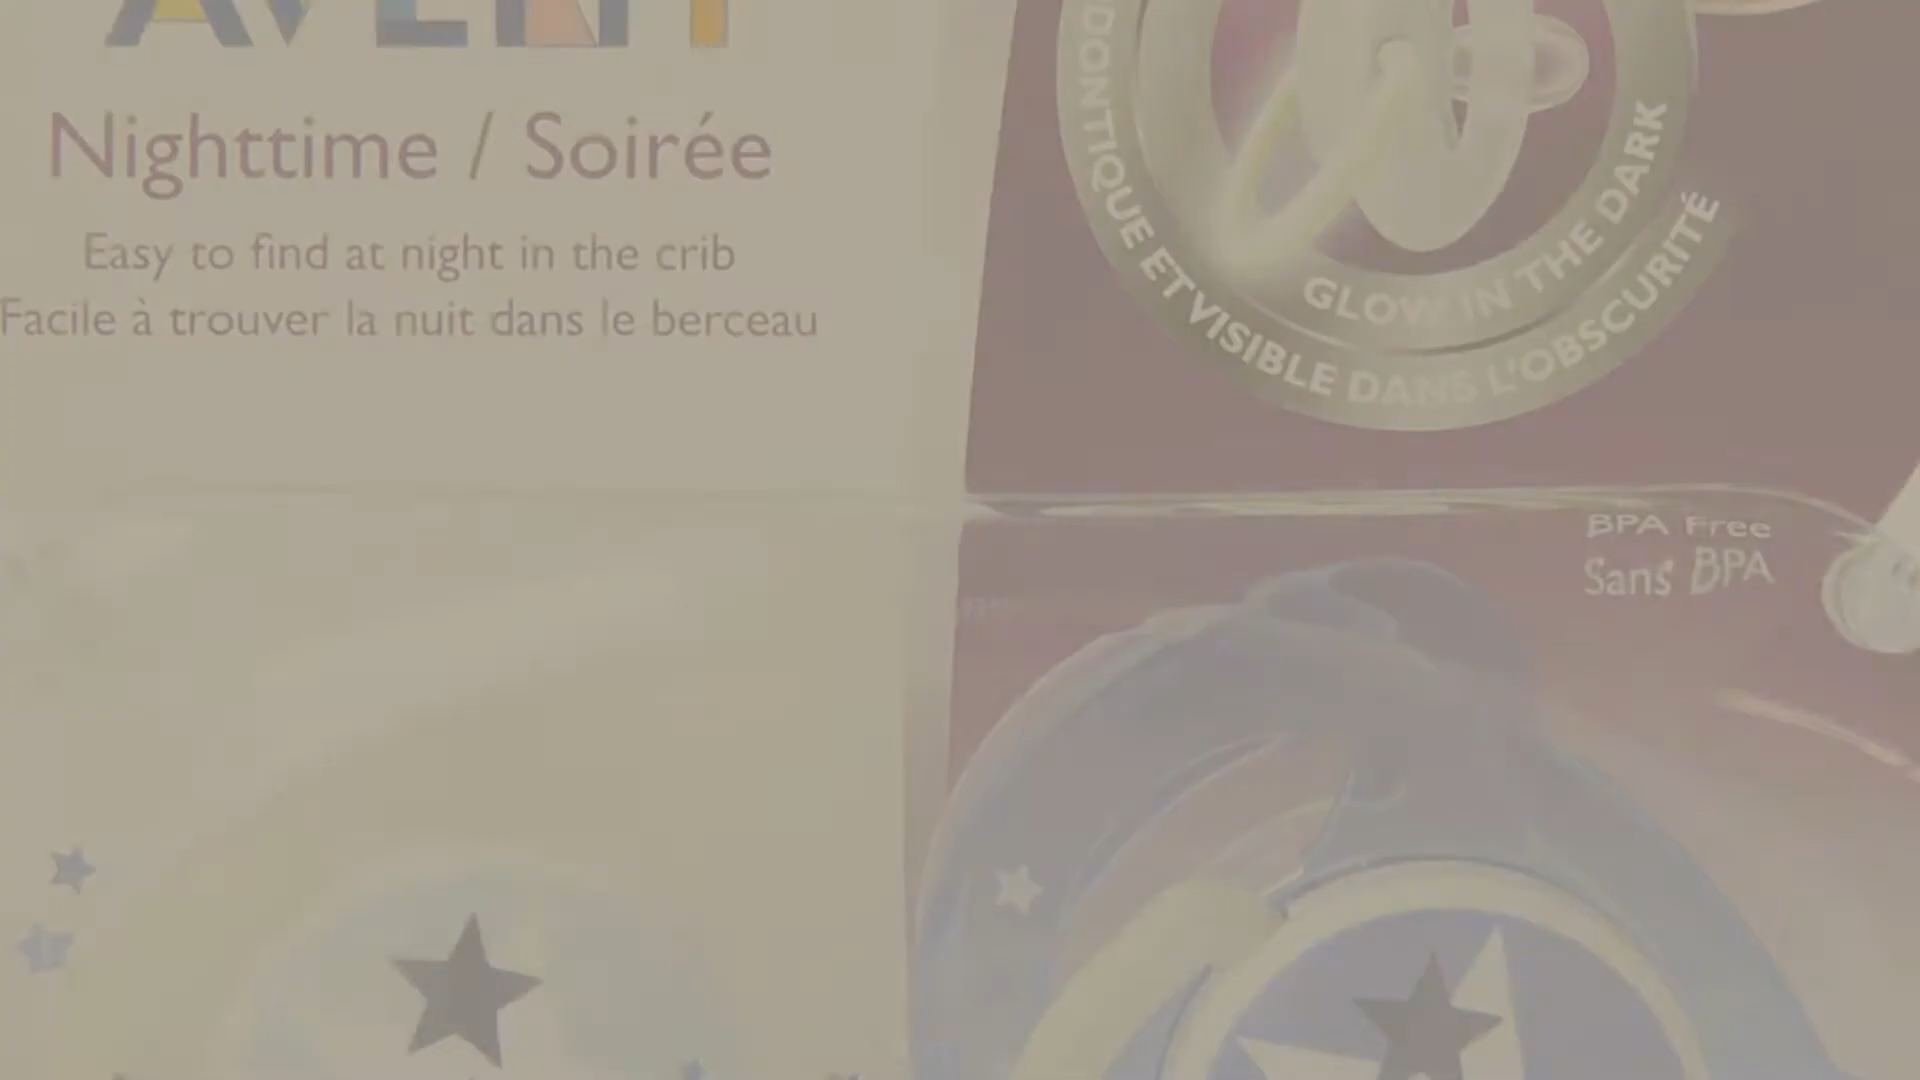 AVENT
Nighttime / Soirée
Easy to find at night in the crib
Facile à trouver la nuit dans le berceau
GLOW IN THE DARK
ET VISIBLE DANS L'OBSCURITÉ
BPA Free
Sans BPA